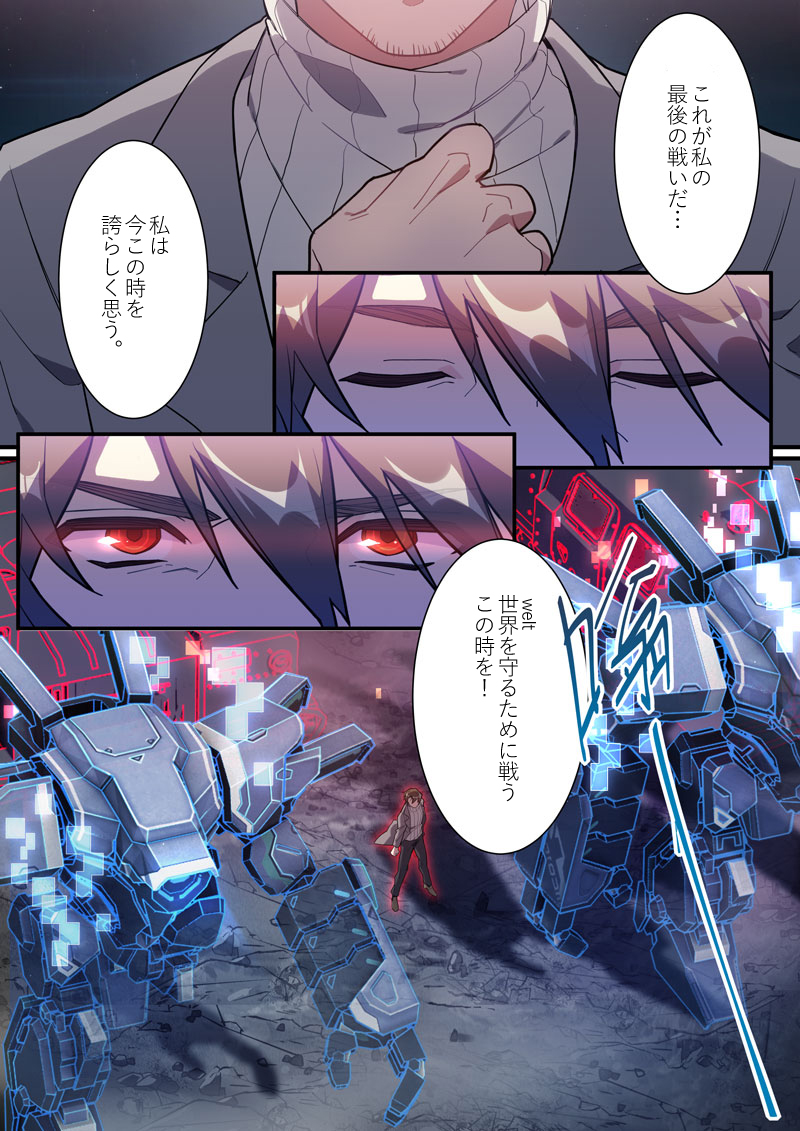 これが私の
最後の戦いだ…
私は
今この時を
誇らしく思う。
welt
世界を守るために戦う
この時を！